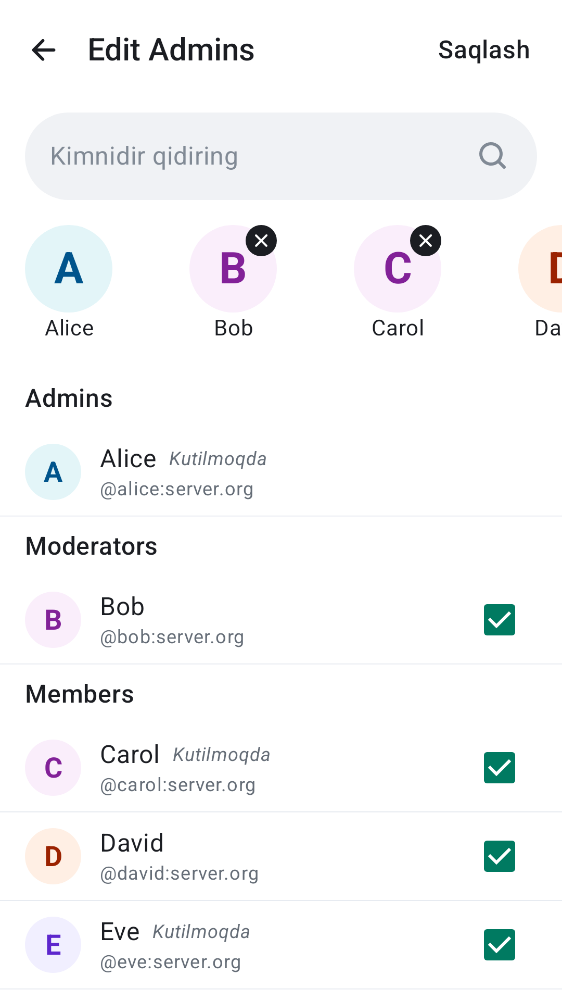 Edit Admins
Saqlash
Kimnidir qidiring
A
B
C
D
Alice
Bob
Carol
Da
Admins
A
Alice Kutilmoqda
@alice:server.org
Moderators
B
Bob
@bob:server.org
Members
C
Carol Kutilmoqda
@carol:server.org
D
David
@david:server.org
E
Eve Kutilmoqda
@eve:server.org